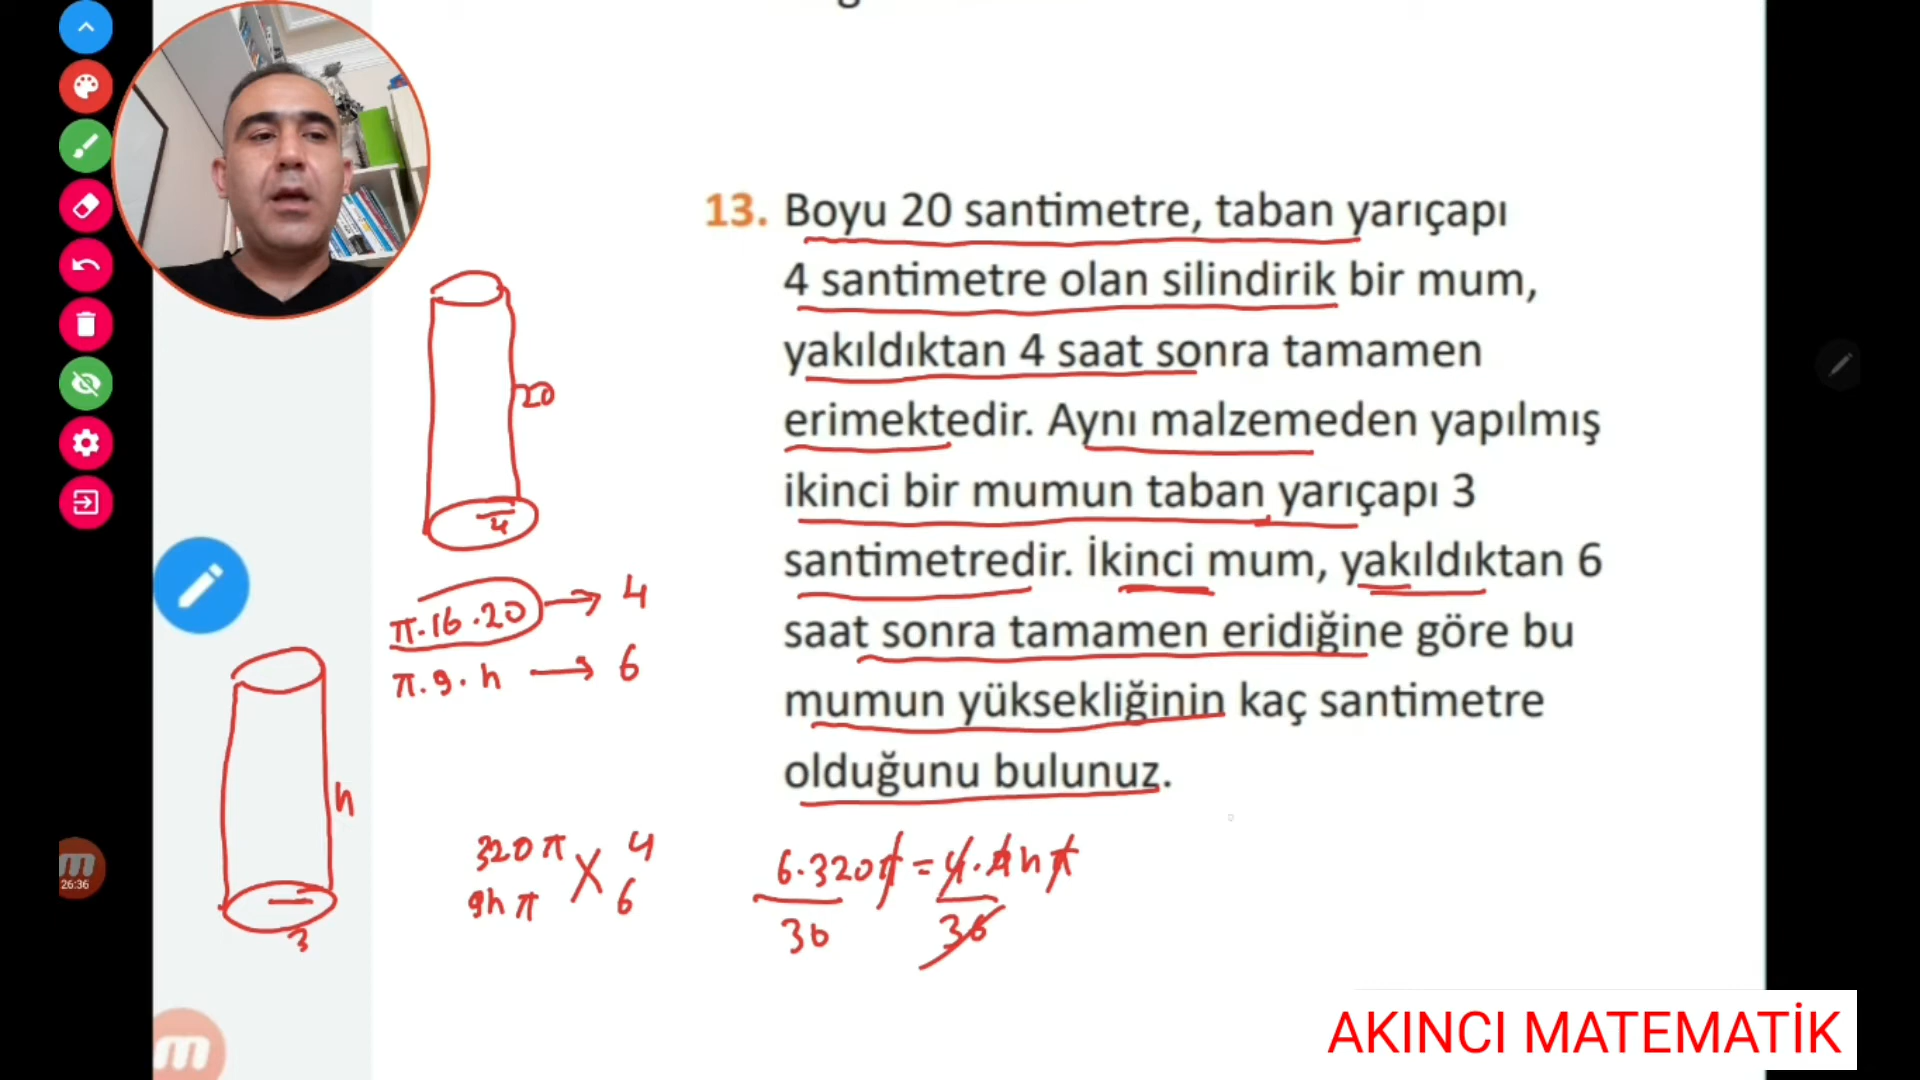 13. Boyu 20 santimetre, taban yarıçapı
4 santimetre olan silindirik bir mum,
yakıldıktan 4 saat sonra tamamen
erimektedir. Aynı malzemeden yapılmış
ikinci bir mumun taban yarıçapı 3
santimetredir. İkinci mum, yakıldıktan 6
saat sonra tamamen eridiğine göre bu
mumun yüksekliğinin kaç santimetre
olduğunu bulunuz.
20
4
π.16.20 → 4
π.9.h → 6
h
3
320π 4
9hπ 6
6.320π = 4.9hπ
36 36
26:36
AKINCI MATEMATİK